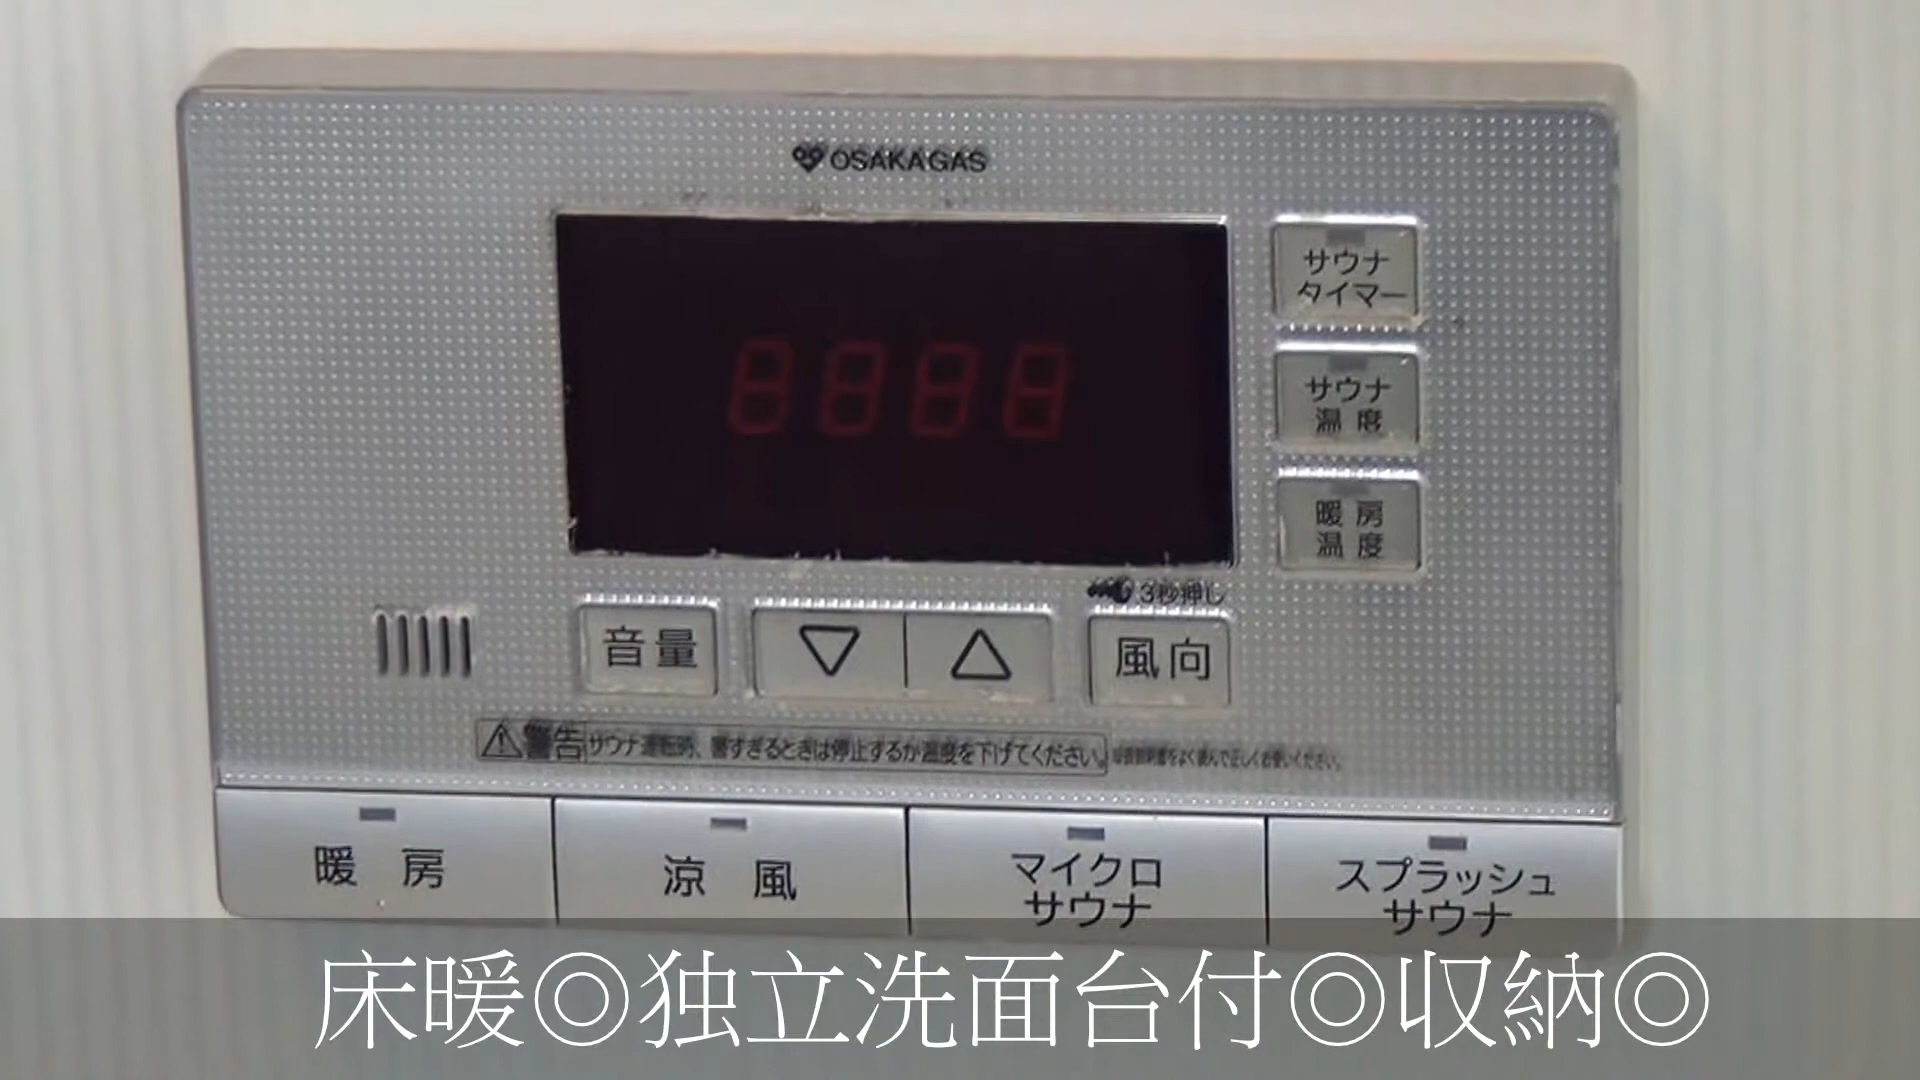 OSAKA GAS
8888
サウナ
タイマー
サウナ
温度
暖房
温度
3秒押し
音量
▽
△
風向
警告 サウナ運転時、暑すぎるときは停止するか温度を下げてください。
暖房
涼風
マイクロ
サウナ
スプラッシュ
サウナ
床暖◎独立洗面台付◎収納◎